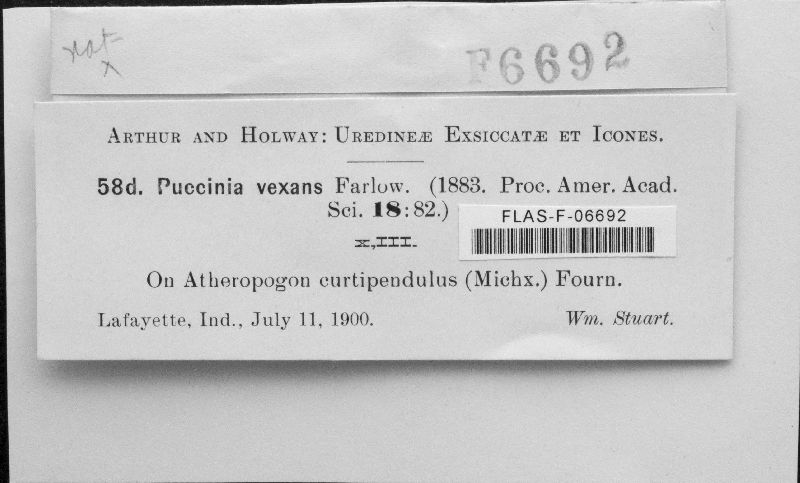 nat-
x
F6692
ARTHUR AND HOLWAY: UREDINEÆ EXSICCATÆ ET ICONES.
58d. Puccinia vexans Farlow. (1883. Proc. Amer. Acad.
Sci. 18:82.)
FLAS-F-06692
x,III.
On Atheropogon curtipendulus (Michx.) Fourn.
Lafayette, Ind., July 11, 1900. Wm. Stuart.